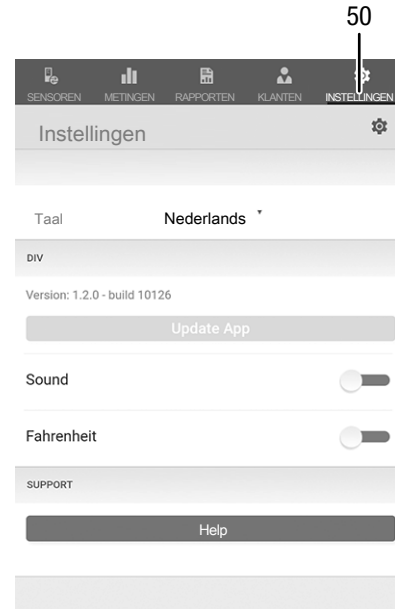 50
SENSOREN METINGEN RAPPORTEN KLANTEN INSTELLINGEN
Instellingen
Taal Nederlands
DIV
Version: 1.2.0 - build 10126
Update App
Sound
Fahrenheit
SUPPORT
Help